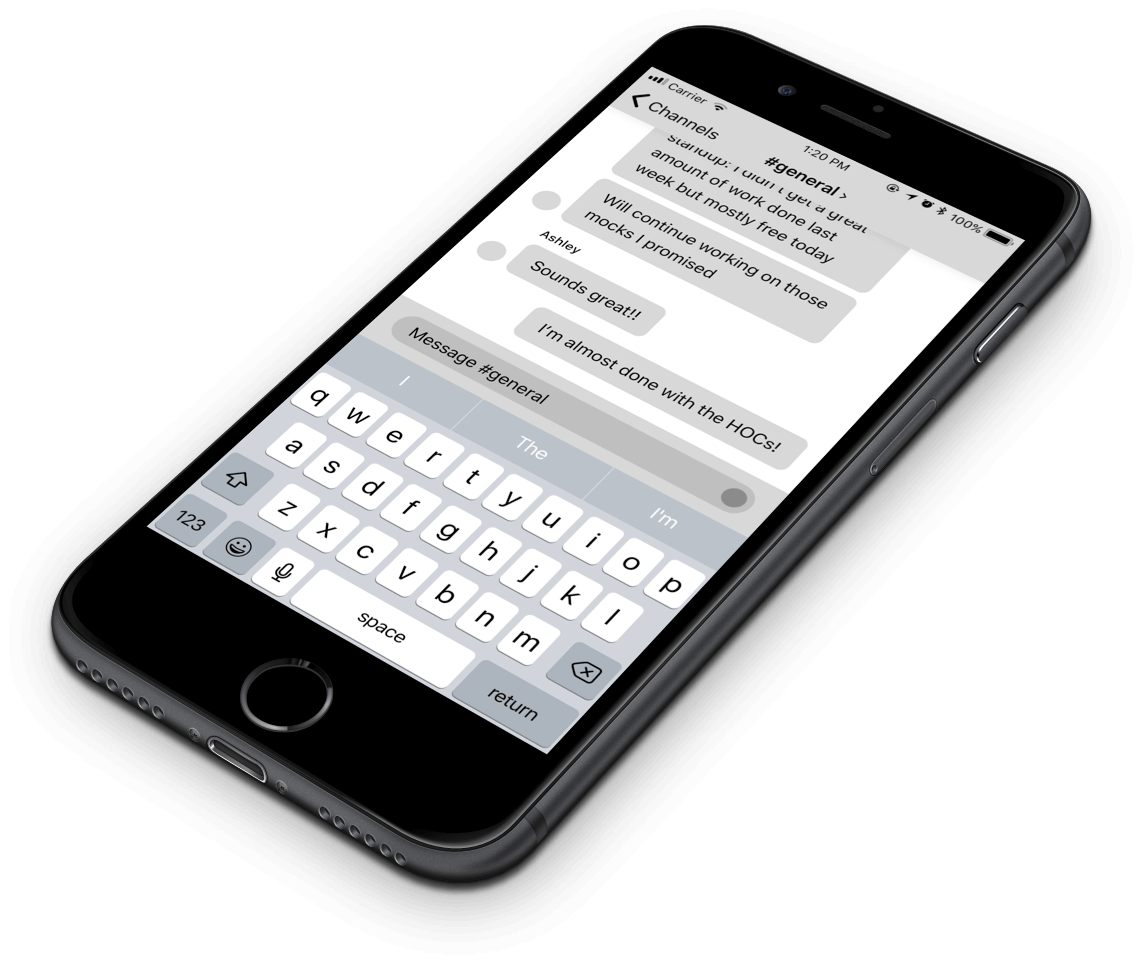 Carrier
1:20 PM
100%
Channels
#general
standup: I didn't get a great
amount of work done last
week but mostly free today
Will continue working on those
mocks I promised
Ashley
Sounds great!!
I'm almost done with the HOCs!
Message #general
I The I'm
q w e r t y u i o p
a s d f g h j k l
z x c v b n m
123 space return